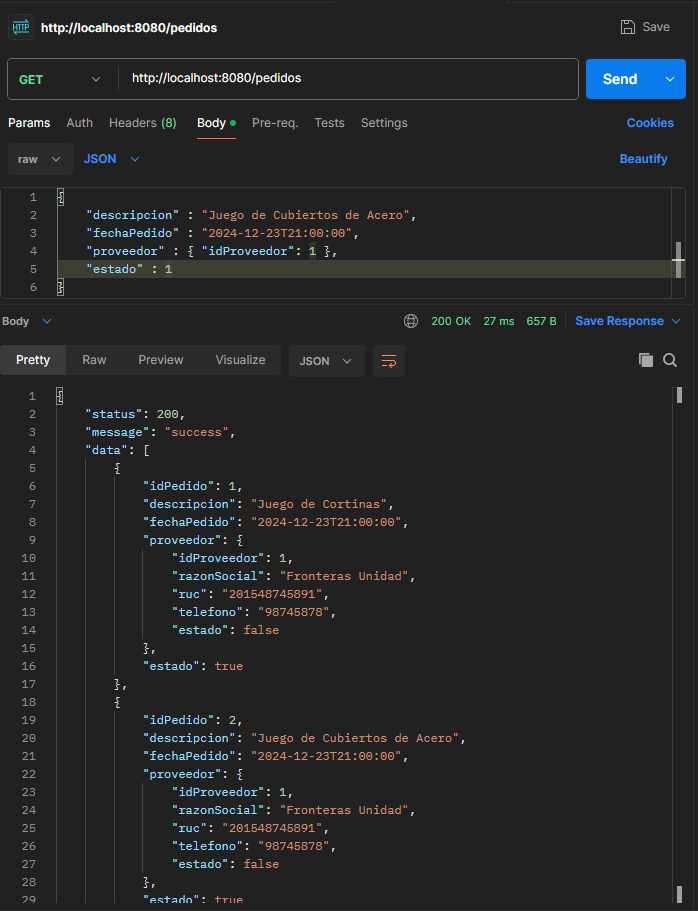 HTTP http://localhost:8080/pedidos Save
GET http://localhost:8080/pedidos Send
Params Auth Headers (8) Body Pre-req. Tests Settings Cookies
raw JSON Beautify
1 {
2 "descripcion" : "Juego de Cubiertos de Acero",
3 "fechaPedido" : "2024-12-23T21:00:00",
4 "proveedor" : { "idProveedor": 1 },
5 "estado" : 1
6 }
Body 200 OK 27 ms 657 B Save Response
Pretty Raw Preview Visualize JSON
1 {
2 "status": 200,
3 "message": "success",
4 "data": [
5 {
6 "idPedido": 1,
7 "descripcion": "Juego de Cortinas",
8 "fechaPedido": "2024-12-23T21:00:00",
9 "proveedor": {
10 "idProveedor": 1,
11 "razonSocial": "Fronteras Unidad",
12 "ruc": "201548745891",
13 "telefono": "98745878",
14 "estado": false
15 },
16 "estado": true
17 },
18 {
19 "idPedido": 2,
20 "descripcion": "Juego de Cubiertos de Acero",
21 "fechaPedido": "2024-12-23T21:00:00",
22 "proveedor": {
23 "idProveedor": 1,
24 "razonSocial": "Fronteras Unidad",
25 "ruc": "201548745891",
26 "telefono": "98745878",
27 "estado": false
28 },
29 "estado": true